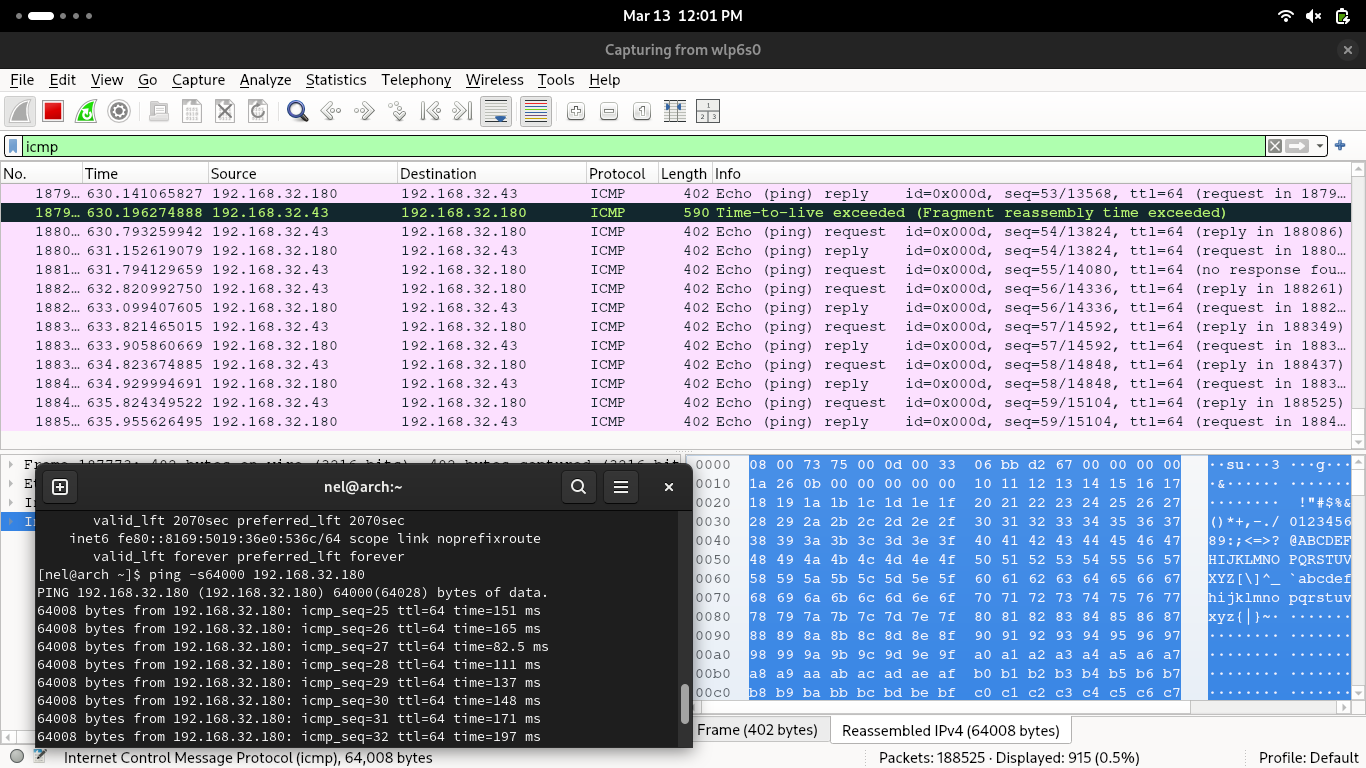 Mar 13 12:01 PM
Capturing from wlp6s0
File Edit View Go Capture Analyze Statistics Telephony Wireless Tools Help
icmp
No. Time Source Destination Protocol Length Info
1879… 630.141065827 192.168.32.180 192.168.32.43 ICMP 402 Echo (ping) reply id=0x000d, seq=53/13568, ttl=64 (request in 1879…
1879… 630.196274888 192.168.32.43 192.168.32.180 ICMP 590 Time-to-live exceeded (Fragment reassembly time exceeded)
1880… 630.793259942 192.168.32.43 192.168.32.180 ICMP 402 Echo (ping) request id=0x000d, seq=54/13824, ttl=64 (reply in 188086)
1880… 631.152619079 192.168.32.180 192.168.32.43 ICMP 402 Echo (ping) reply id=0x000d, seq=54/13824, ttl=64 (request in 1880…
1881… 631.794129659 192.168.32.43 192.168.32.180 ICMP 402 Echo (ping) request id=0x000d, seq=55/14080, ttl=64 (no response fou…
1882… 632.820992750 192.168.32.43 192.168.32.180 ICMP 402 Echo (ping) request id=0x000d, seq=56/14336, ttl=64 (reply in 188261)
1882… 633.099407605 192.168.32.180 192.168.32.43 ICMP 402 Echo (ping) reply id=0x000d, seq=56/14336, ttl=64 (request in 1882…
1883… 633.821465015 192.168.32.43 192.168.32.180 ICMP 402 Echo (ping) request id=0x000d, seq=57/14592, ttl=64 (reply in 188349)
1883… 633.905860669 192.168.32.180 192.168.32.43 ICMP 402 Echo (ping) reply id=0x000d, seq=57/14592, ttl=64 (request in 1883…
1883… 634.823674885 192.168.32.43 192.168.32.180 ICMP 402 Echo (ping) request id=0x000d, seq=58/14848, ttl=64 (reply in 188437)
1884… 634.929994691 192.168.32.180 192.168.32.43 ICMP 402 Echo (ping) reply id=0x000d, seq=58/14848, ttl=64 (request in 1883…
1884… 635.824349522 192.168.32.43 192.168.32.180 ICMP 402 Echo (ping) request id=0x000d, seq=59/15104, ttl=64 (reply in 188525)
1885… 635.955626495 192.168.32.180 192.168.32.43 ICMP 402 Echo (ping) reply id=0x000d, seq=59/15104, ttl=64 (request in 1884…
nel@arch:~
valid_lft 2070sec preferred_lft 2070sec
inet6 fe80::8169:5019:36e0:536c/64 scope link noprefixroute
valid_lft forever preferred_lft forever
[nel@arch ~]$ ping -s64000 192.168.32.180
PING 192.168.32.180 (192.168.32.180) 64000(64028) bytes of data.
64008 bytes from 192.168.32.180: icmp_seq=25 ttl=64 time=151 ms
64008 bytes from 192.168.32.180: icmp_seq=26 ttl=64 time=165 ms
64008 bytes from 192.168.32.180: icmp_seq=27 ttl=64 time=82.5 ms
64008 bytes from 192.168.32.180: icmp_seq=28 ttl=64 time=111 ms
64008 bytes from 192.168.32.180: icmp_seq=29 ttl=64 time=137 ms
64008 bytes from 192.168.32.180: icmp_seq=30 ttl=64 time=148 ms
64008 bytes from 192.168.32.180: icmp_seq=31 ttl=64 time=171 ms
64008 bytes from 192.168.32.180: icmp_seq=32 ttl=64 time=197 ms
0000 08 00 73 75 00 0d 00 33 06 bb d2 67 00 00 00 00 ··su···3 ···g····
0010 1a 26 0b 00 00 00 00 00 10 11 12 13 14 15 16 17 ·&······ ········
0020 18 19 1a 1b 1c 1d 1e 1f 20 21 22 23 24 25 26 27 ········ !"#$%&
0030 28 29 2a 2b 2c 2d 2e 2f 30 31 32 33 34 35 36 37 ()*+,-./ 0123456
0040 38 39 3a 3b 3c 3d 3e 3f 40 41 42 43 44 45 46 47 89:;<=>? @ABCDEF
0050 48 49 4a 4b 4c 4d 4e 4f 50 51 52 53 54 55 56 57 HIJKLMNO PQRSTUV
0060 58 59 5a 5b 5c 5d 5e 5f 60 61 62 63 64 65 66 67 XYZ[\]^_ `abcdef
0070 68 69 6a 6b 6c 6d 6e 6f 70 71 72 73 74 75 76 77 hijklmno pqrstuv
0080 78 79 7a 7b 7c 7d 7e 7f 80 81 82 83 84 85 86 87 xyz{|}~· ·······
0090 88 89 8a 8b 8c 8d 8e 8f 90 91 92 93 94 95 96 97 ········ ·······
00a0 98 99 9a 9b 9c 9d 9e 9f a0 a1 a2 a3 a4 a5 a6 a7 ········ ·······
00b0 a8 a9 aa ab ac ad ae af b0 b1 b2 b3 b4 b5 b6 b7 ········ ·······
00c0 b8 b9 ba bb bc bd be bf c0 c1 c2 c3 c4 c5 c6 c7 ········ ·······
Frame (402 bytes) Reassembled IPv4 (64008 bytes)
Internet Control Message Protocol (icmp), 64,008 bytes Packets: 188525 · Displayed: 915 (0.5%) Profile: Default